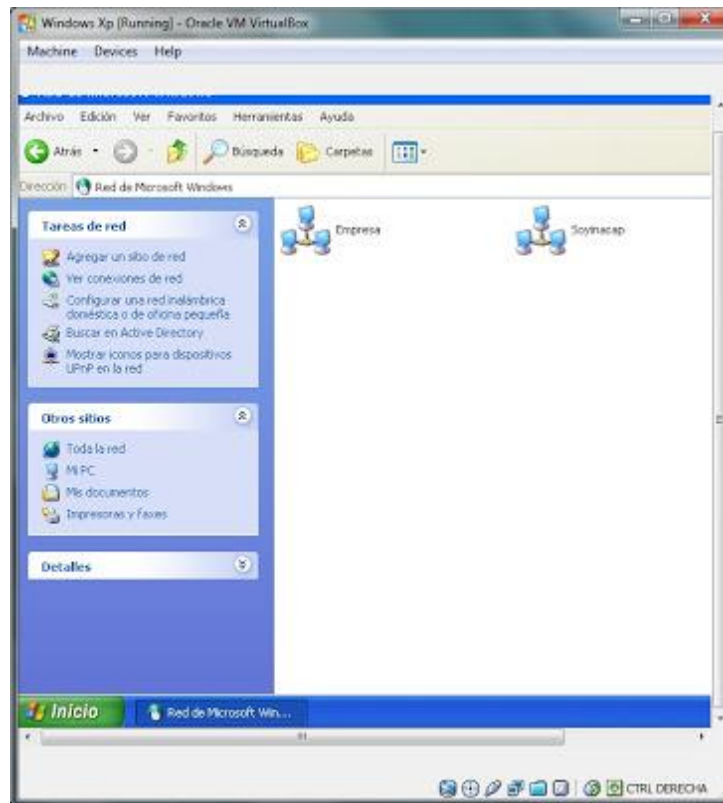 Windows Xp [Running] - Oracle VM VirtualBox
Machine Devices Help
Archivo Edición Ver Favoritos Herramientas Ayuda
Atrás Búsqueda Carpetas
Dirección Red de Microsoft Windows
Tareas de red
Agregar un sitio de red
Ver conexiones de red
Configurar una red inalámbrica
doméstica o de oficina pequeña
Buscar en Active Directory
Mostrar iconos para dispositivos
UPnP en la red
Otros sitios
Toda la red
Mi PC
Mis documentos
Impresoras y faxes
Detalles
Empresa
Soyinacap
Inicio
Red de Microsoft Win...
CTRL DERECHA